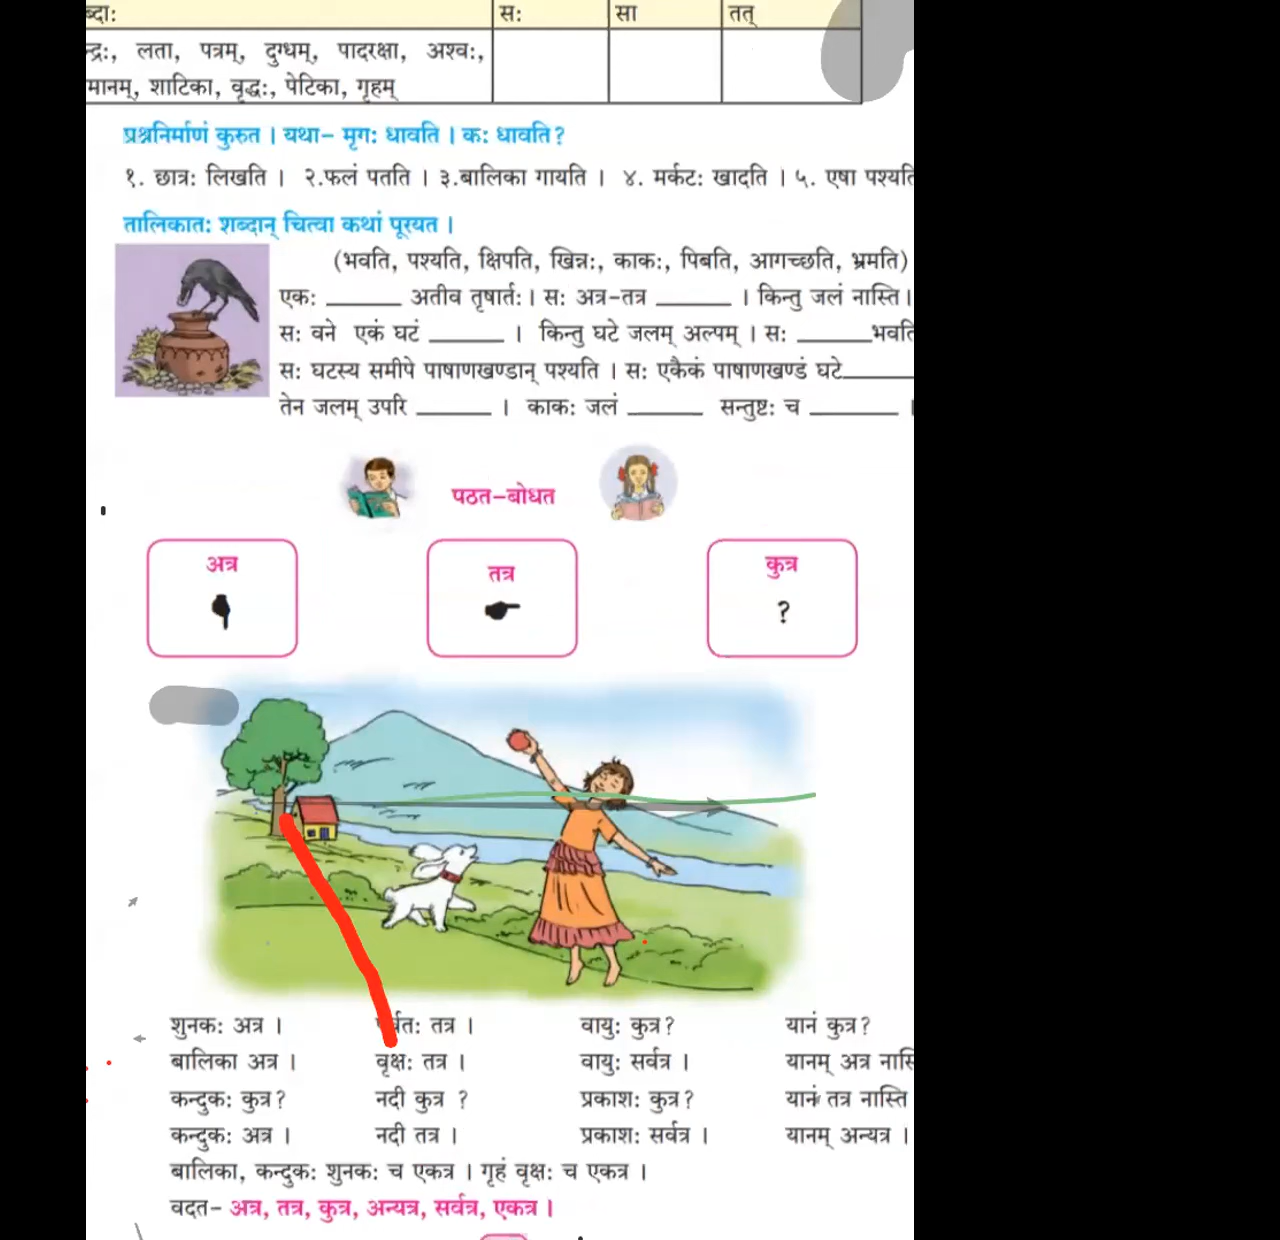 सः सा तत्
लता, पत्रम्, दुग्धम्, पादरक्षा, अश्वः,
शाटिका, वृद्धः, पेटिका, गृहम्
प्रश्ननिर्माणं कुरुत । यथा- मृगः धावति । कः धावति?
१. छात्रः लिखति । २.फलं पतति । ३.बालिका गायति । ४. मर्कटः खादति । ५. एषा पश्यति
तालिकातः शब्दान् चित्वा कथां पूरयत ।
(भवति, पश्यति, क्षिपति, खिन्नः, काकः, पिबति, आगच्छति, भ्रमति)
एकः ______ अतीव तृषार्तः । सः अत्र-तत्र ______ । किन्तु जलं नास्ति ।
सः वने एकं घटं ______ । किन्तु घटे जलम् अल्पम् । सः ______भवति
सः घटस्य समीपे पाषाणखण्डान् पश्यति । सः एकैकं पाषाणखण्डं घटे______
तेन जलम् उपरि ______ । काकः जलं ______ सन्तुष्टः च ______ ।
पठत-बोधत
अत्र तत्र कुत्र
?
शुनकः अत्र । पर्वतः तत्र । वायुः कुत्र? यानं कुत्र?
बालिका अत्र । वृक्षः तत्र । वायुः सर्वत्र । यानम् अत्र
कन्दुकः कुत्र? नदी कुत्र ? प्रकाशः कुत्र? यानं तत्र नास्ति
कन्दुकः अत्र । नदी तत्र । प्रकाशः सर्वत्र । यानम् अन्यत्र ।
बालिका, कन्दुकः शुनकः च एकत्र । गृहं वृक्षः च एकत्र ।
वदत- अत्र, तत्र, कुत्र, अन्यत्र, सर्वत्र, एकत्र ।